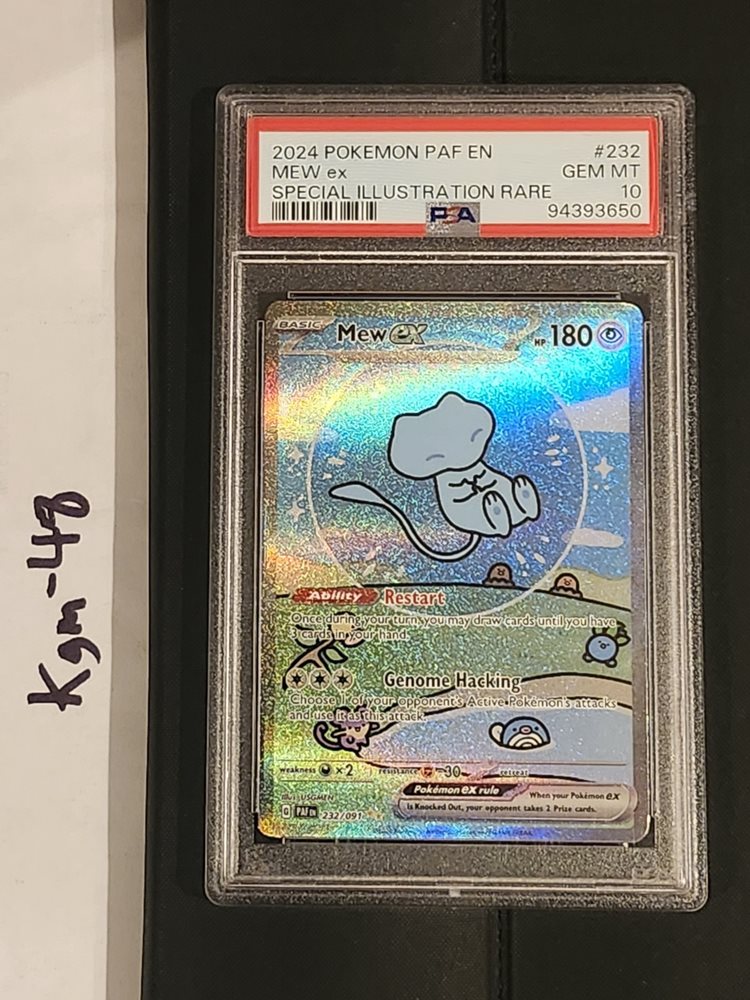 2024 POKEMON PAF EN #232
MEW ex GEM MT
SPECIAL ILLUSTRATION RARE 10
PSA 94393650
BASIC Mew ex HP 180
Ability Restart
Once during your turn, you may draw cards until you have
3 cards in your hand.
Genome Hacking
Choose 1 of your opponent's Active Pokémon's attacks
and use it as this attack.
weakness ×2 resistance -30 retreat
Pokémon ex rule When your Pokémon ex
is Knocked Out, your opponent takes 2 Prize cards.
Illus. USGMEN
G PAF EN 232/091
Kgm-48